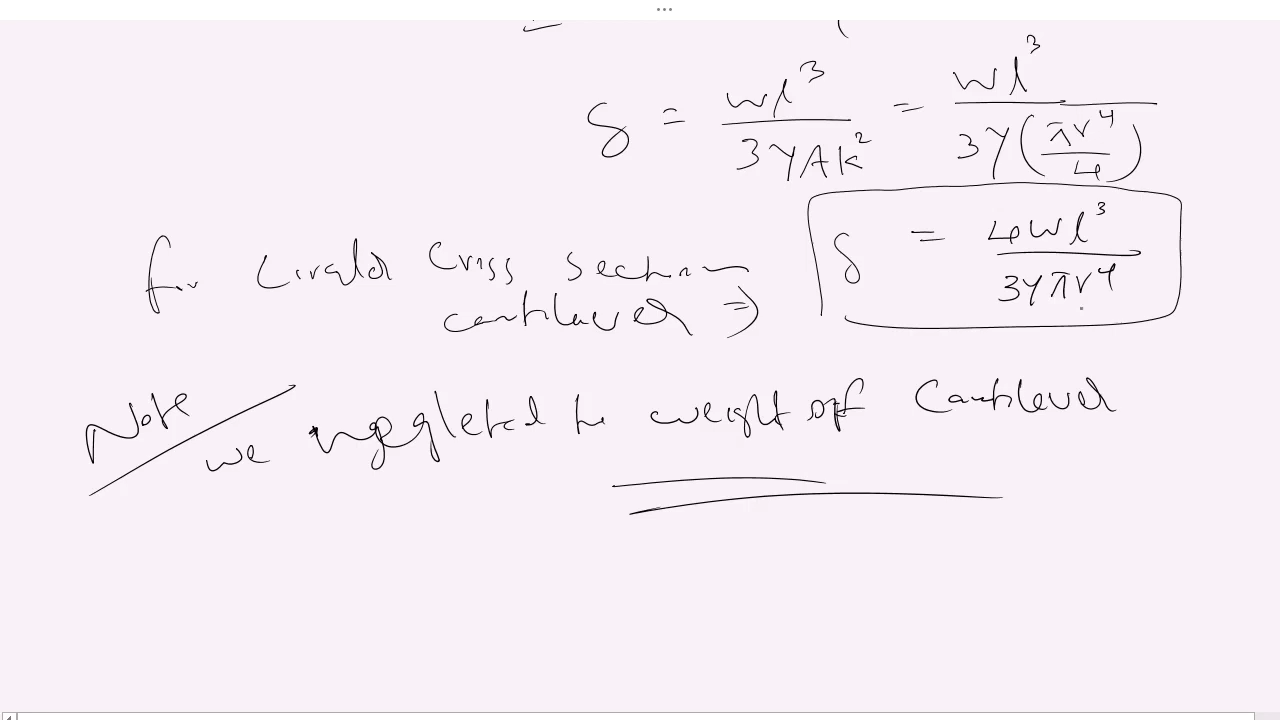 δ = Wl³/3YAK² = Wl³/3Y(πr⁴/4)
for Circular Cross section
cantilever ⇒ δ = 4Wl³/3Yπr⁴
Note
we negleted the weight of Cantilever